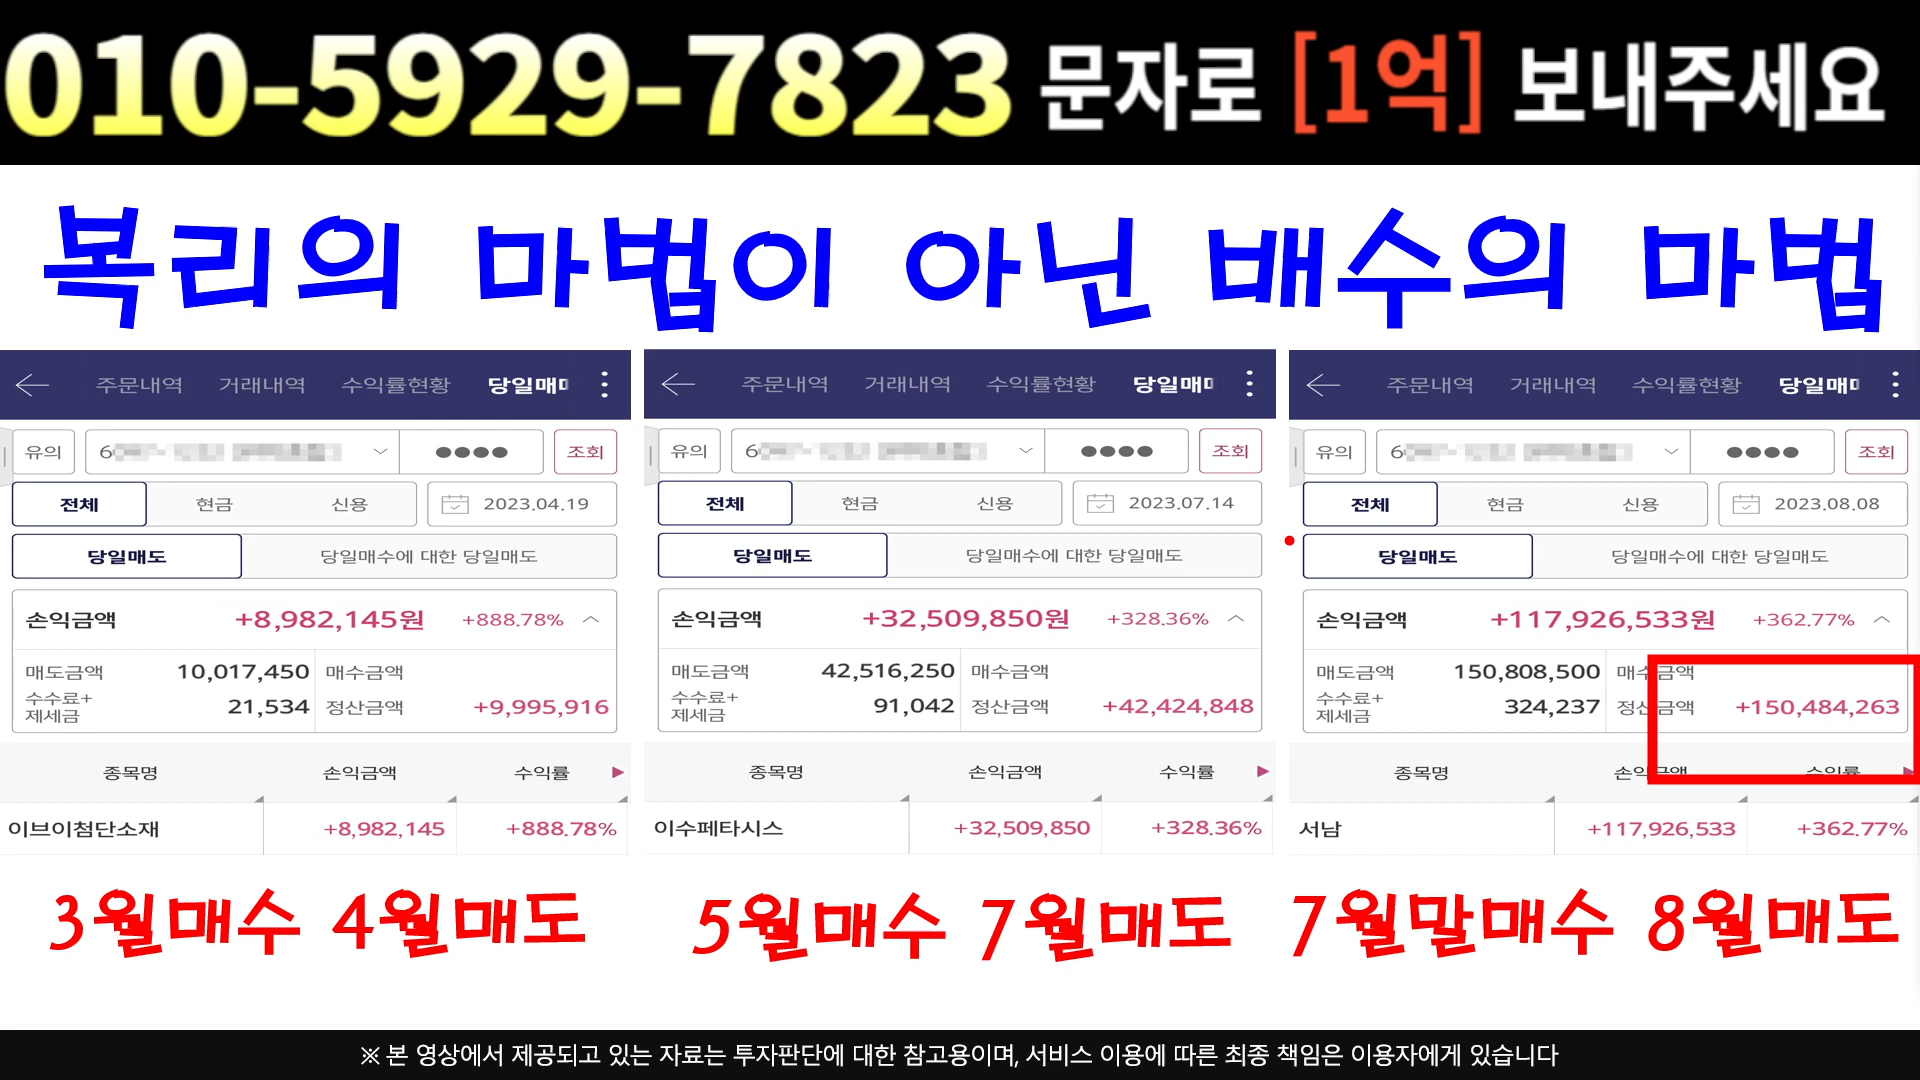 010-5929-7823 문자로 [1억] 보내주세요
복리의 마법이 아닌 배수의 마법
주문내역 거래내역 수익률현황 당일매
유의 6 조회
전체 현금 신용 2023.04.19
당일매도 당일매수에 대한 당일매도
손익금액 +8,982,145원 +888.78%
매도금액 10,017,450 매수금액
수수료+
제세금 21,534 정산금액 +9,995,916
종목명 손익금액 수익률
이브이첨단소재 +8,982,145 +888.78%
3월매수 4월매도
주문내역 거래내역 수익률현황 당일매
유의 6 조회
전체 현금 신용 2023.07.14
당일매도 당일매수에 대한 당일매도
손익금액 +32,509,850원 +328.36%
매도금액 42,516,250 매수금액
수수료+
제세금 91,042 정산금액 +42,424,848
종목명 손익금액 수익률
이수페타시스 +32,509,850 +328.36%
5월매수 7월매도
주문내역 거래내역 수익률현황 당일매
유의 6 조회
전체 현금 신용 2023.08.08
당일매도 당일매수에 대한 당일매도
손익금액 +117,926,533원 +362.77%
매도금액 150,808,500 매수금액
수수료+
제세금 324,237 정산금액 +150,484,263
종목명 손익금액 수익률
서남 +117,926,533 +362.77%
7월말매수 8월매도
※ 본 영상에서 제공되고 있는 자료는 투자판단에 대한 참고용이며, 서비스 이용에 따른 최종 책임은 이용자에게 있습니다